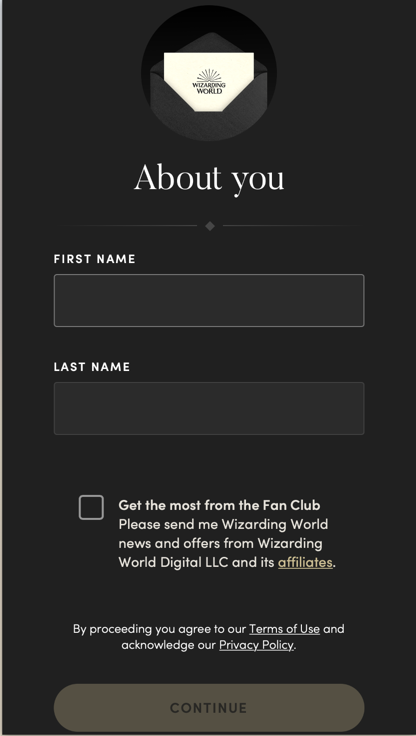 WIZARDING
WORLD
About you
FIRST NAME
LAST NAME
Get the most from the Fan Club
Please send me Wizarding World
news and offers from Wizarding
World Digital LLC and its affiliates.
By proceeding you agree to our Terms of Use and
acknowledge our Privacy Policy.
CONTINUE